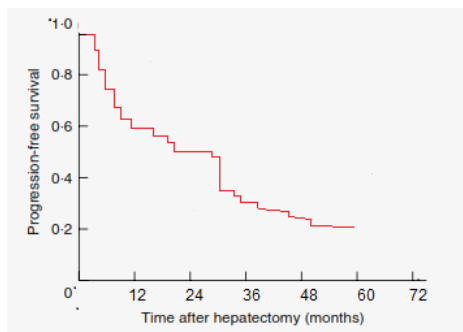 1·0
0·8
0·6
0·4
0·2
0
Progression-free survival
12 24 36 48 60 72
Time after hepatectomy (months)